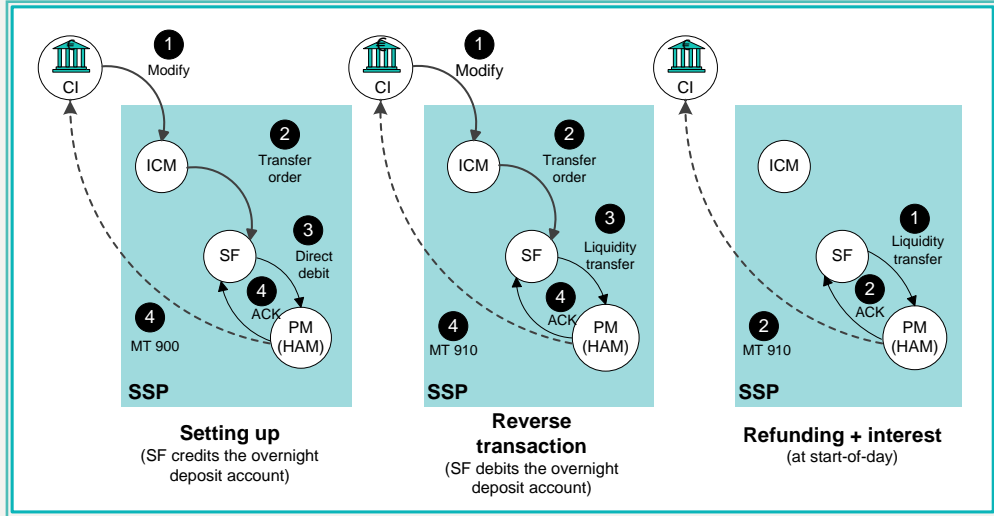 €
CI
1
Modify
ICM
2
Transfer
order
SF
3
Direct
debit
4
ACK
PM
(HAM)
4
MT 900
SSP
Setting up
(SF credits the overnight
deposit account)
€
CI
1
Modify
ICM
2
Transfer
order
SF
3
Liquidity
transfer
4
ACK
PM
(HAM)
4
MT 910
SSP
Reverse
transaction
(SF debits the overnight
deposit account)
€
CI
ICM
SF
1
Liquidity
transfer
2
ACK
PM
(HAM)
2
MT 910
SSP
Refunding + interest
(at start-of-day)